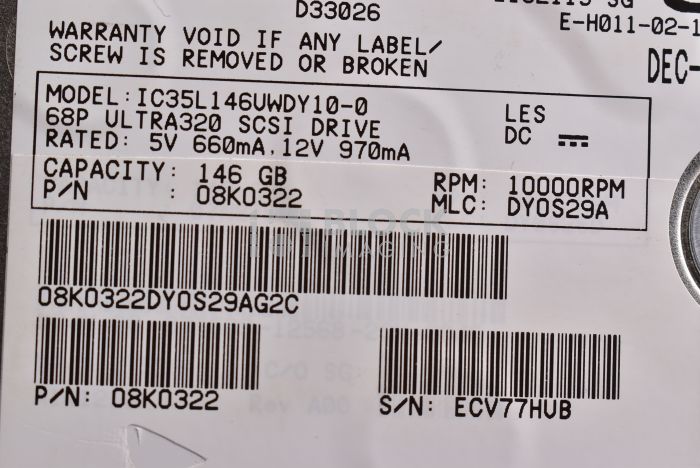 D33026
E-H011-02-1
WARRANTY VOID IF ANY LABEL/
SCREW IS REMOVED OR BROKEN
DEC-
MODEL:IC35L146UWDY10-0
68P ULTRA320 SCSI DRIVE
RATED: 5V 660mA,12V 970mA
LES
DC
CAPACITY: 146 GB
P/N : 08K0322
RPM: 10000RPM
MLC: DY0S29A
BLOCK
IMAGING
08K0322DY0S29AG2C
P/N: 08K0322
S/N: ECV77HUB